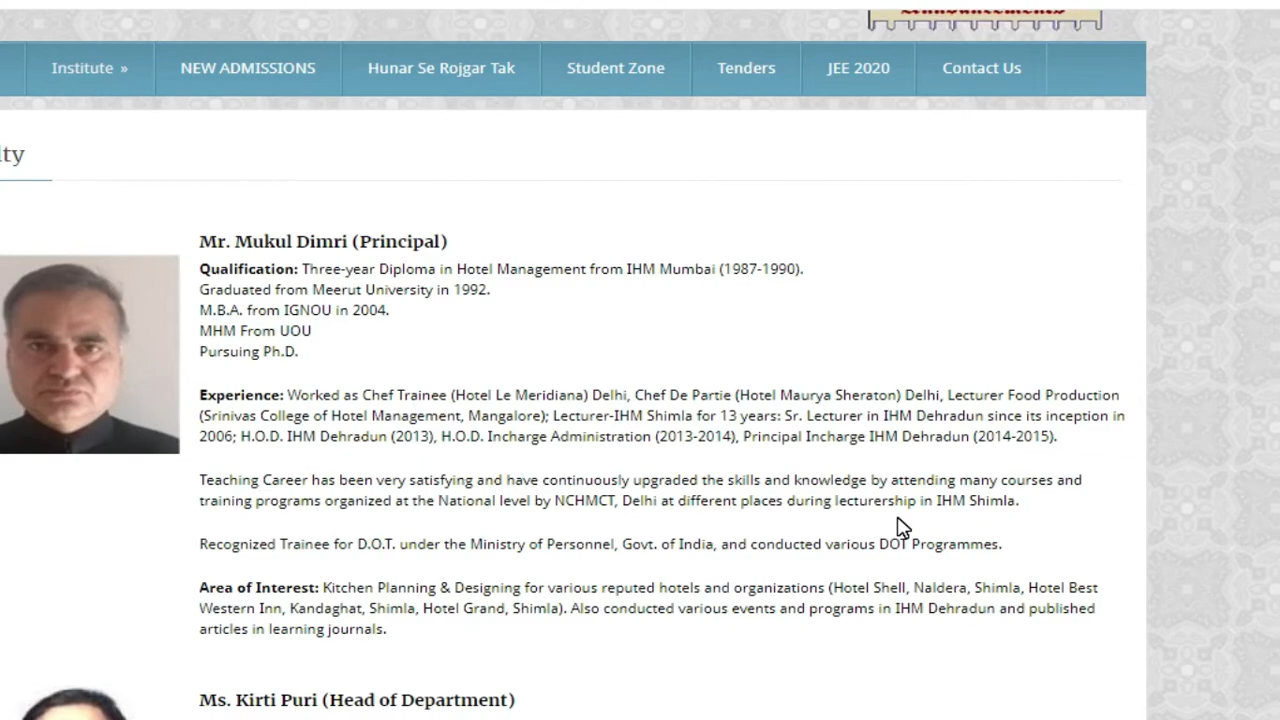 Announcements
Institute »
NEW ADMISSIONS
Hunar Se Rojgar Tak
Student Zone
Tenders
JEE 2020
Contact Us
lty
Mr. Mukul Dimri (Principal)
Qualification: Three-year Diploma in Hotel Management from IHM Mumbai (1987-1990).
Graduated from Meerut University in 1992.
M.B.A. from IGNOU in 2004.
MHM From UOU
Pursuing Ph.D.
Experience: Worked as Chef Trainee (Hotel Le Meridiana) Delhi, Chef De Partie (Hotel Maurya Sheraton) Delhi, Lecturer Food Production
(Srinivas College of Hotel Management, Mangalore); Lecturer-IHM Shimla for 13 years: Sr. Lecturer in IHM Dehradun since its inception in
2006; H.O.D. IHM Dehradun (2013), H.O.D. Incharge Administration (2013-2014), Principal Incharge IHM Dehradun (2014-2015).
Teaching Career has been very satisfying and have continuously upgraded the skills and knowledge by attending many courses and
training programs organized at the National level by NCHMCT, Delhi at different places during lecturership in IHM Shimla.
Recognized Trainee for D.O.T. under the Ministry of Personnel, Govt. of India, and conducted various DOT Programmes.
Area of Interest: Kitchen Planning & Designing for various reputed hotels and organizations (Hotel Shell, Naldera, Shimla, Hotel Best
Western Inn, Kandaghat, Shimla, Hotel Grand, Shimla). Also conducted various events and programs in IHM Dehradun and published
articles in learning journals.
Ms. Kirti Puri (Head of Department)